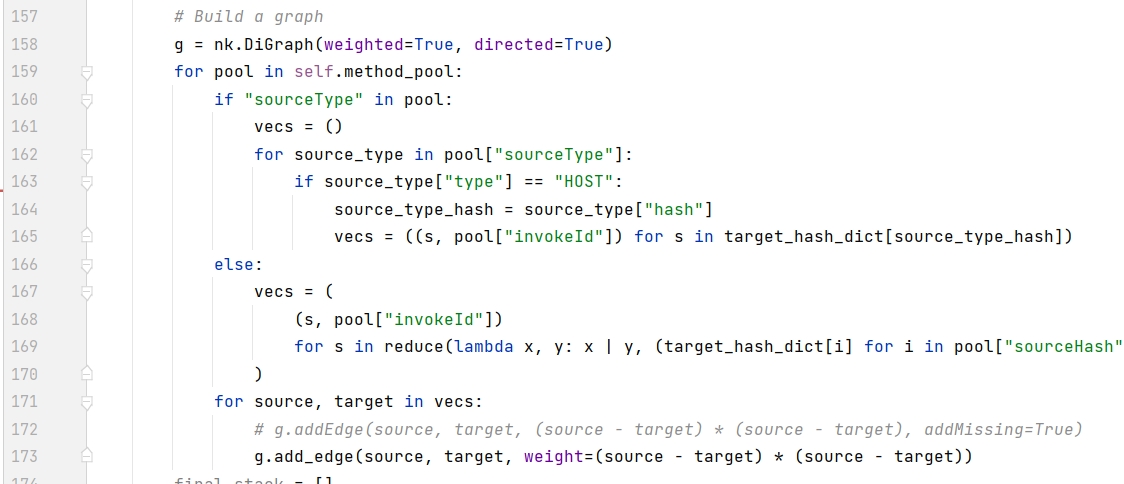 157 # Build a graph
158 g = nk.DiGraph(weighted=True, directed=True)
159 for pool in self.method_pool:
160 if "sourceType" in pool:
161 vecs = ()
162 for source_type in pool["sourceType"]:
163 if source_type["type"] == "HOST":
164 source_type_hash = source_type["hash"]
165 vecs = ((s, pool["invokeId"]) for s in target_hash_dict[source_type_hash])
166 else:
167 vecs = (
168 (s, pool["invokeId"])
169 for s in reduce(lambda x, y: x | y, (target_hash_dict[i] for i in pool["sourceHash"
170 )
171 for source, target in vecs:
172 # g.addEdge(source, target, (source - target) * (source - target), addMissing=True)
173 g.add_edge(source, target, weight=(source - target) * (source - target))
174 final_stack = []